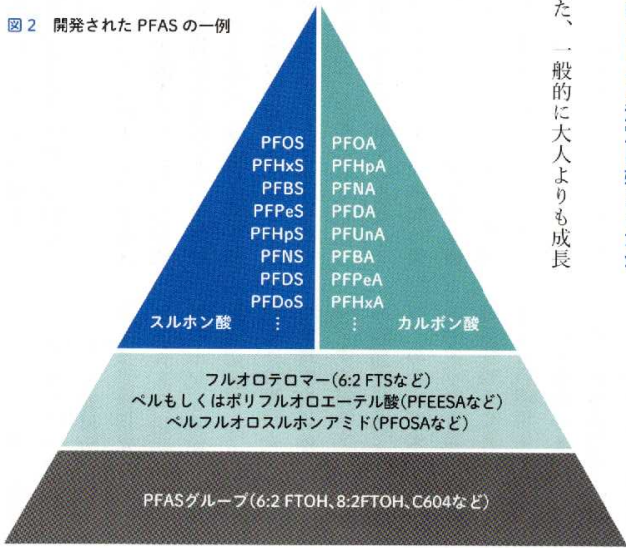 図2 開発された PFAS の一例
た、一般的に大人よりも成長
PFOS
PFHxS
PFBS
PFPeS
PFHpS
PFNS
PFDS
PFDoS
⋮
スルホン酸
PFOA
PFHpA
PFNA
PFDA
PFUnA
PFBA
PFPeA
PFHxA
⋮
カルボン酸
フルオロテロマー(6:2 FTSなど)
ペルもしくはポリフルオロエーテル酸(PFEESAなど)
ペルフルオロスルホンアミド(PFOSAなど)
PFASグループ(6:2 FTOH、8:2FTOH、C604など)